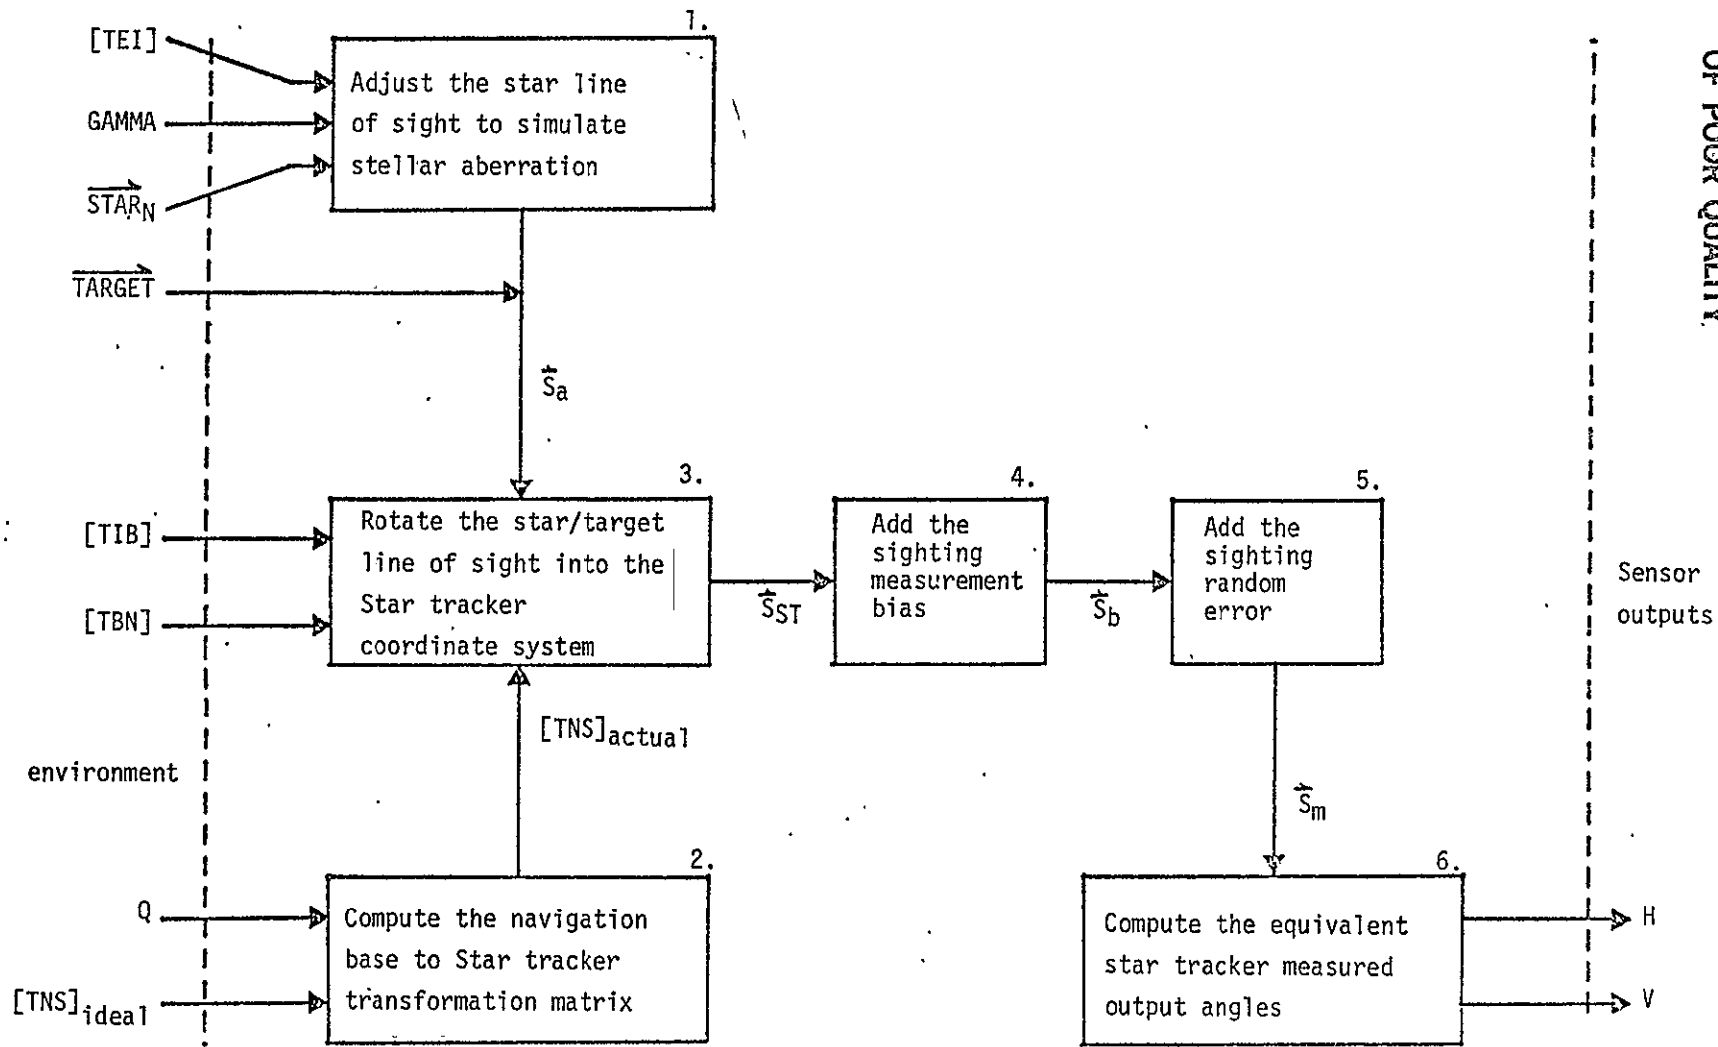 1.
[TEI]
GAMMA
STAR_N
TARGET
Adjust the star line
of sight to simulate
stellar aberration
OF POOR QUALITY
S_a
3.
[TIB]
[TBN]
Rotate the star/target
line of sight into the
Star tracker
coordinate system
S_ST
4.
Add the
sighting
measurement
bias
S_b
5.
Add the
sighting
random
error
Sensor
outputs
[TNS]actual
environment
S_m
2.
Q
[TNS]ideal
Compute the navigation
base to Star tracker
transformation matrix
6.
Compute the equivalent
star tracker measured
output angles
H
V